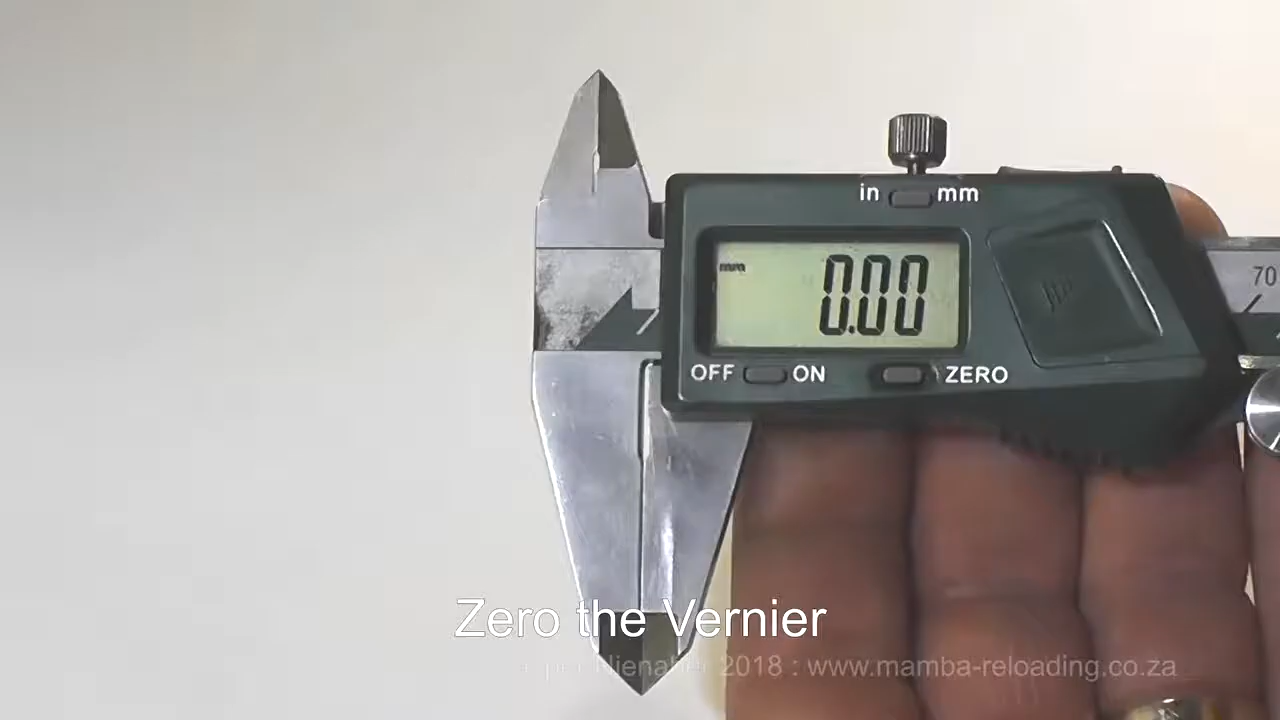 in mm
mm
0.00
OFF ON ZERO
70
Zero the Vernier
2018 : www.mamba-reloading.co.za